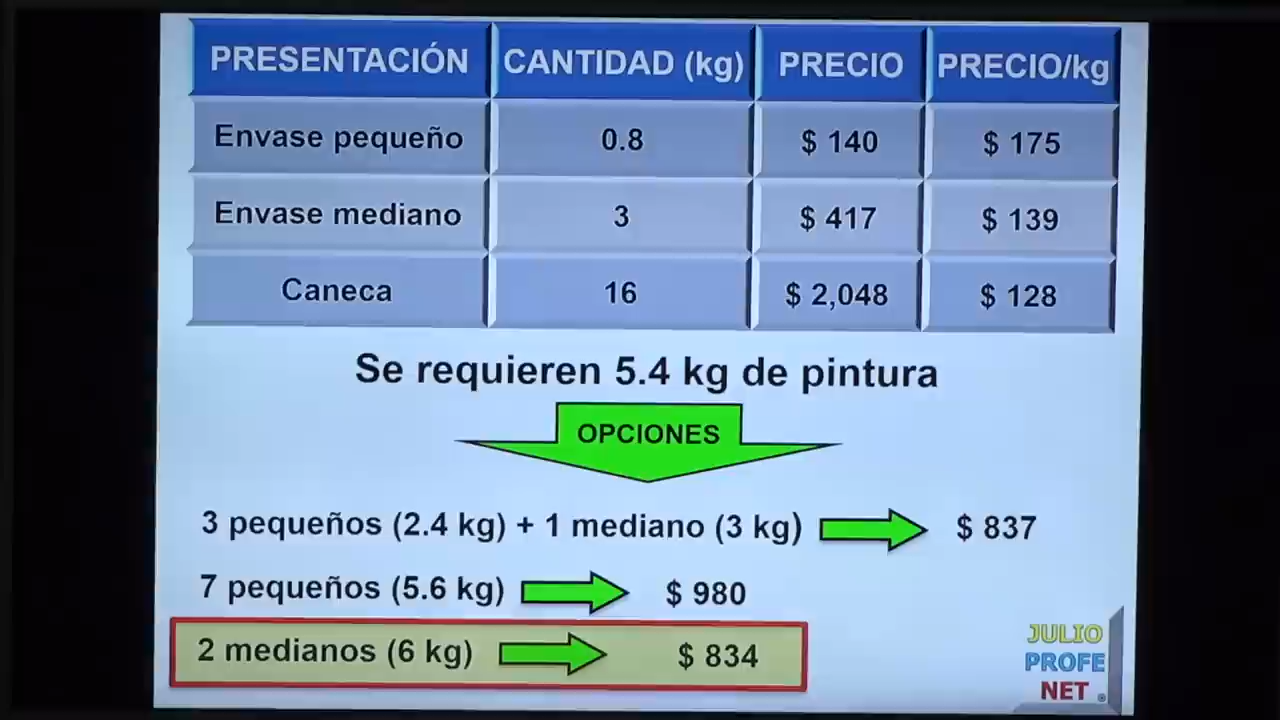 PRESENTACIÓN CANTIDAD (kg) PRECIO PRECIO/kg
Envase pequeño 0.8 $ 140 $ 175
Envase mediano 3 $ 417 $ 139
Caneca 16 $ 2,048 $ 128
Se requieren 5.4 kg de pintura
OPCIONES
3 pequeños (2.4 kg) + 1 mediano (3 kg) $ 837
7 pequeños (5.6 kg) $ 980
2 medianos (6 kg) $ 834
JULIO
PROFE
NET